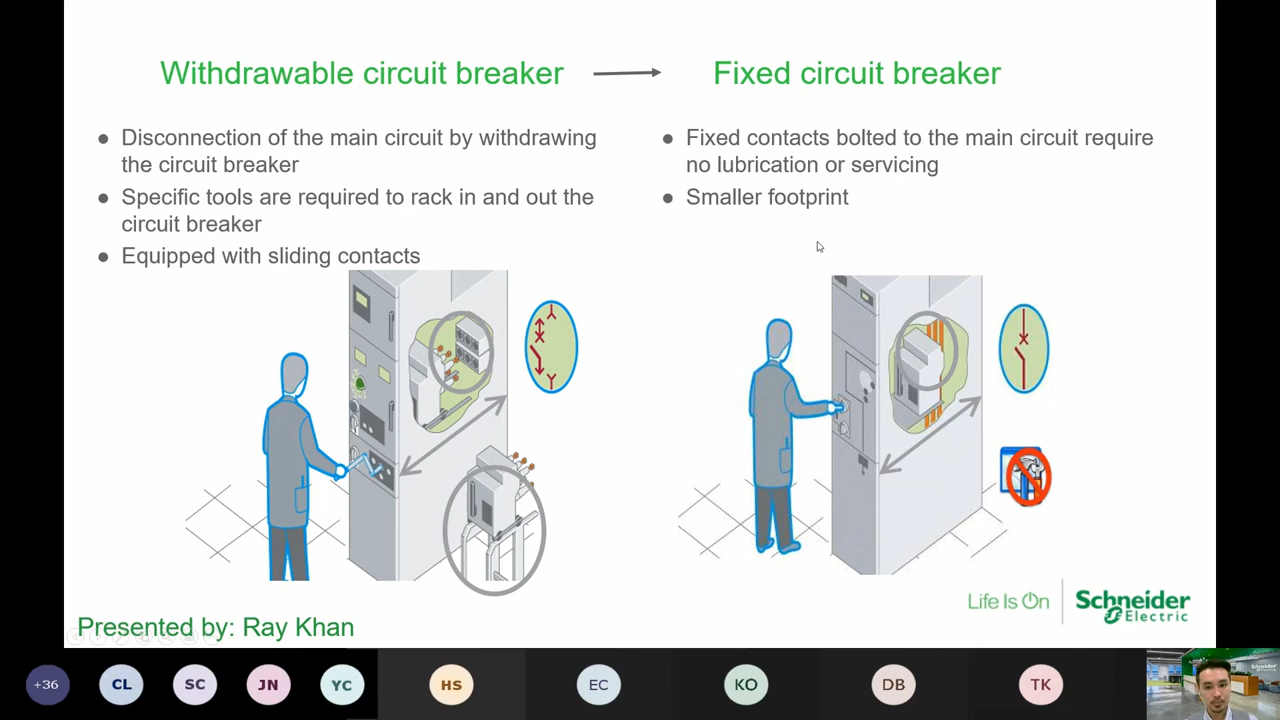 Withdrawable circuit breaker
Fixed circuit breaker
Disconnection of the main circuit by withdrawing
the circuit breaker
Specific tools are required to rack in and out the
circuit breaker
Equipped with sliding contacts
Fixed contacts bolted to the main circuit require
no lubrication or servicing
Smaller footprint
Life Is On
Schneider
Electric
Presented by: Ray Khan
+36
CL
SC
JN
YC
HS
EC
KO
DB
TK